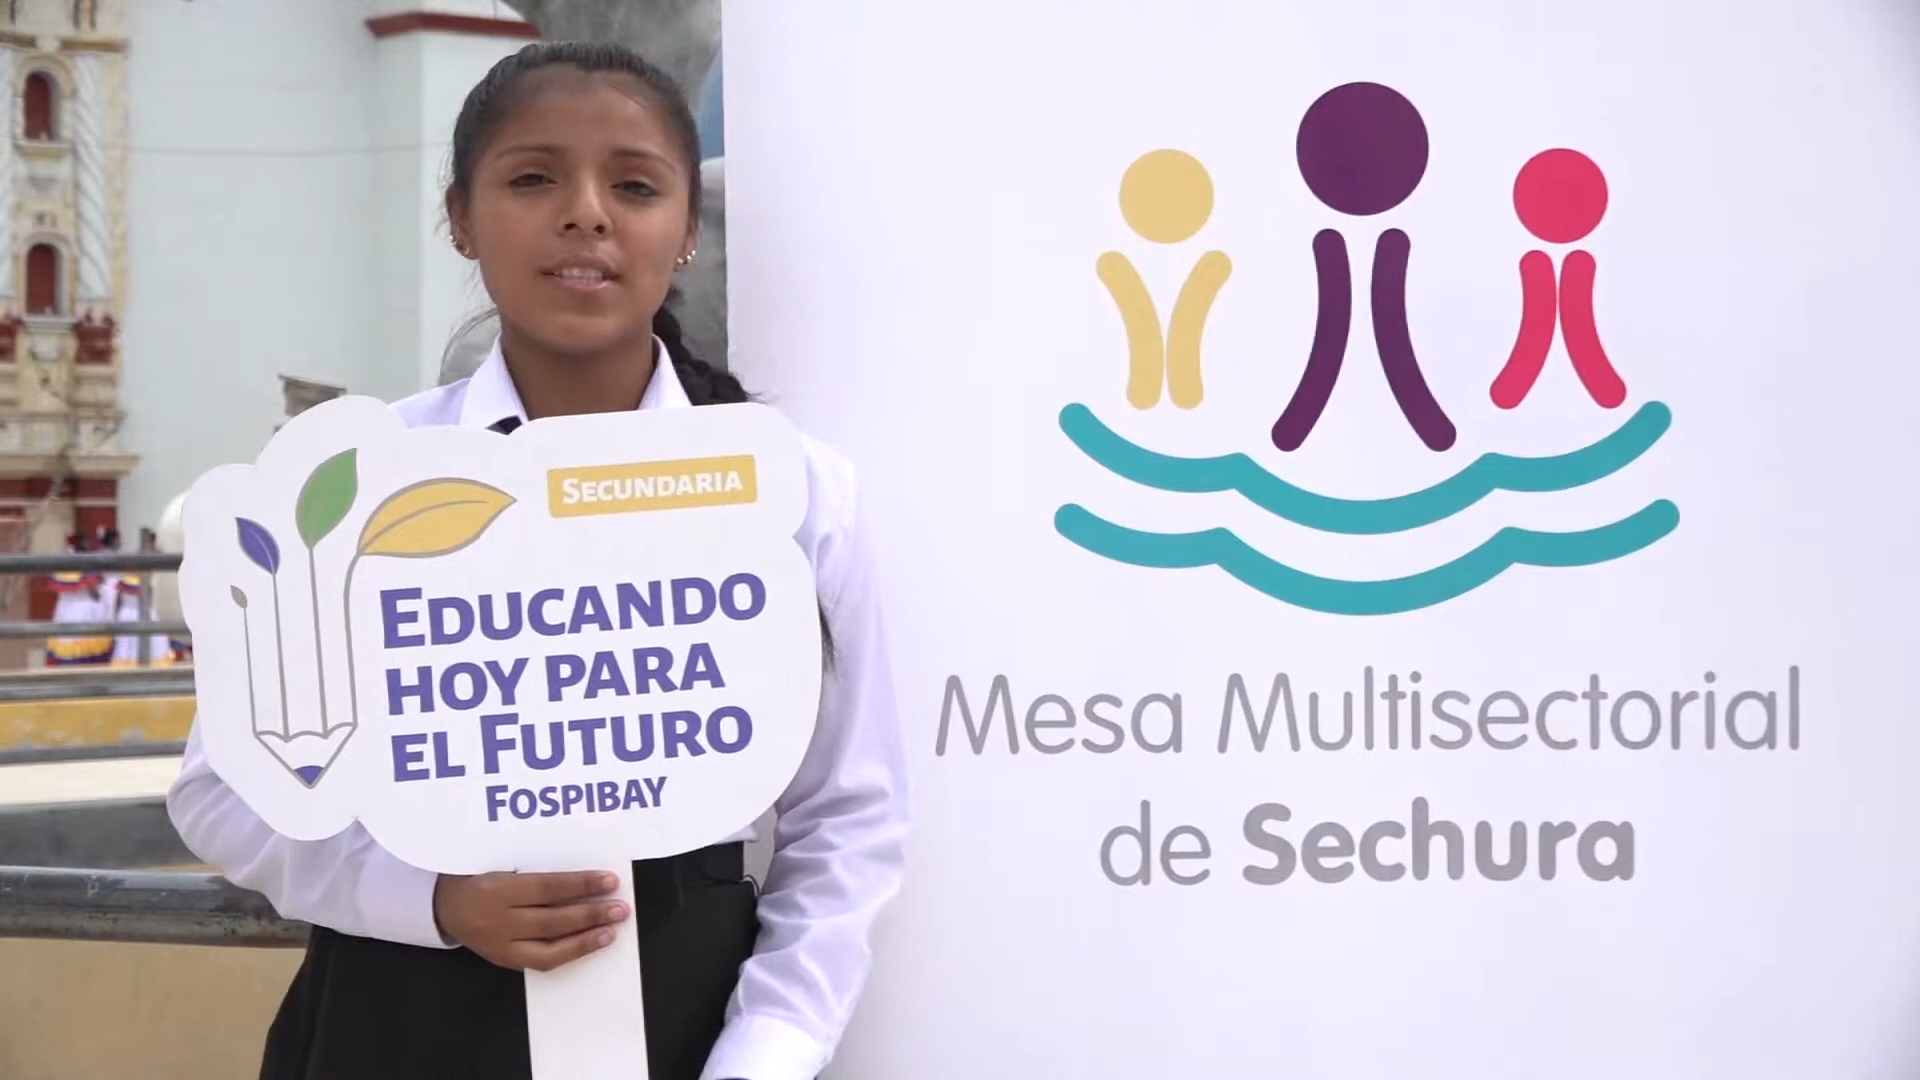 SECUNDARIA
EDUCANDO
HOY PARA
EL FUTURO
FOSPIBAY
Mesa Multisectorial
de Sechura